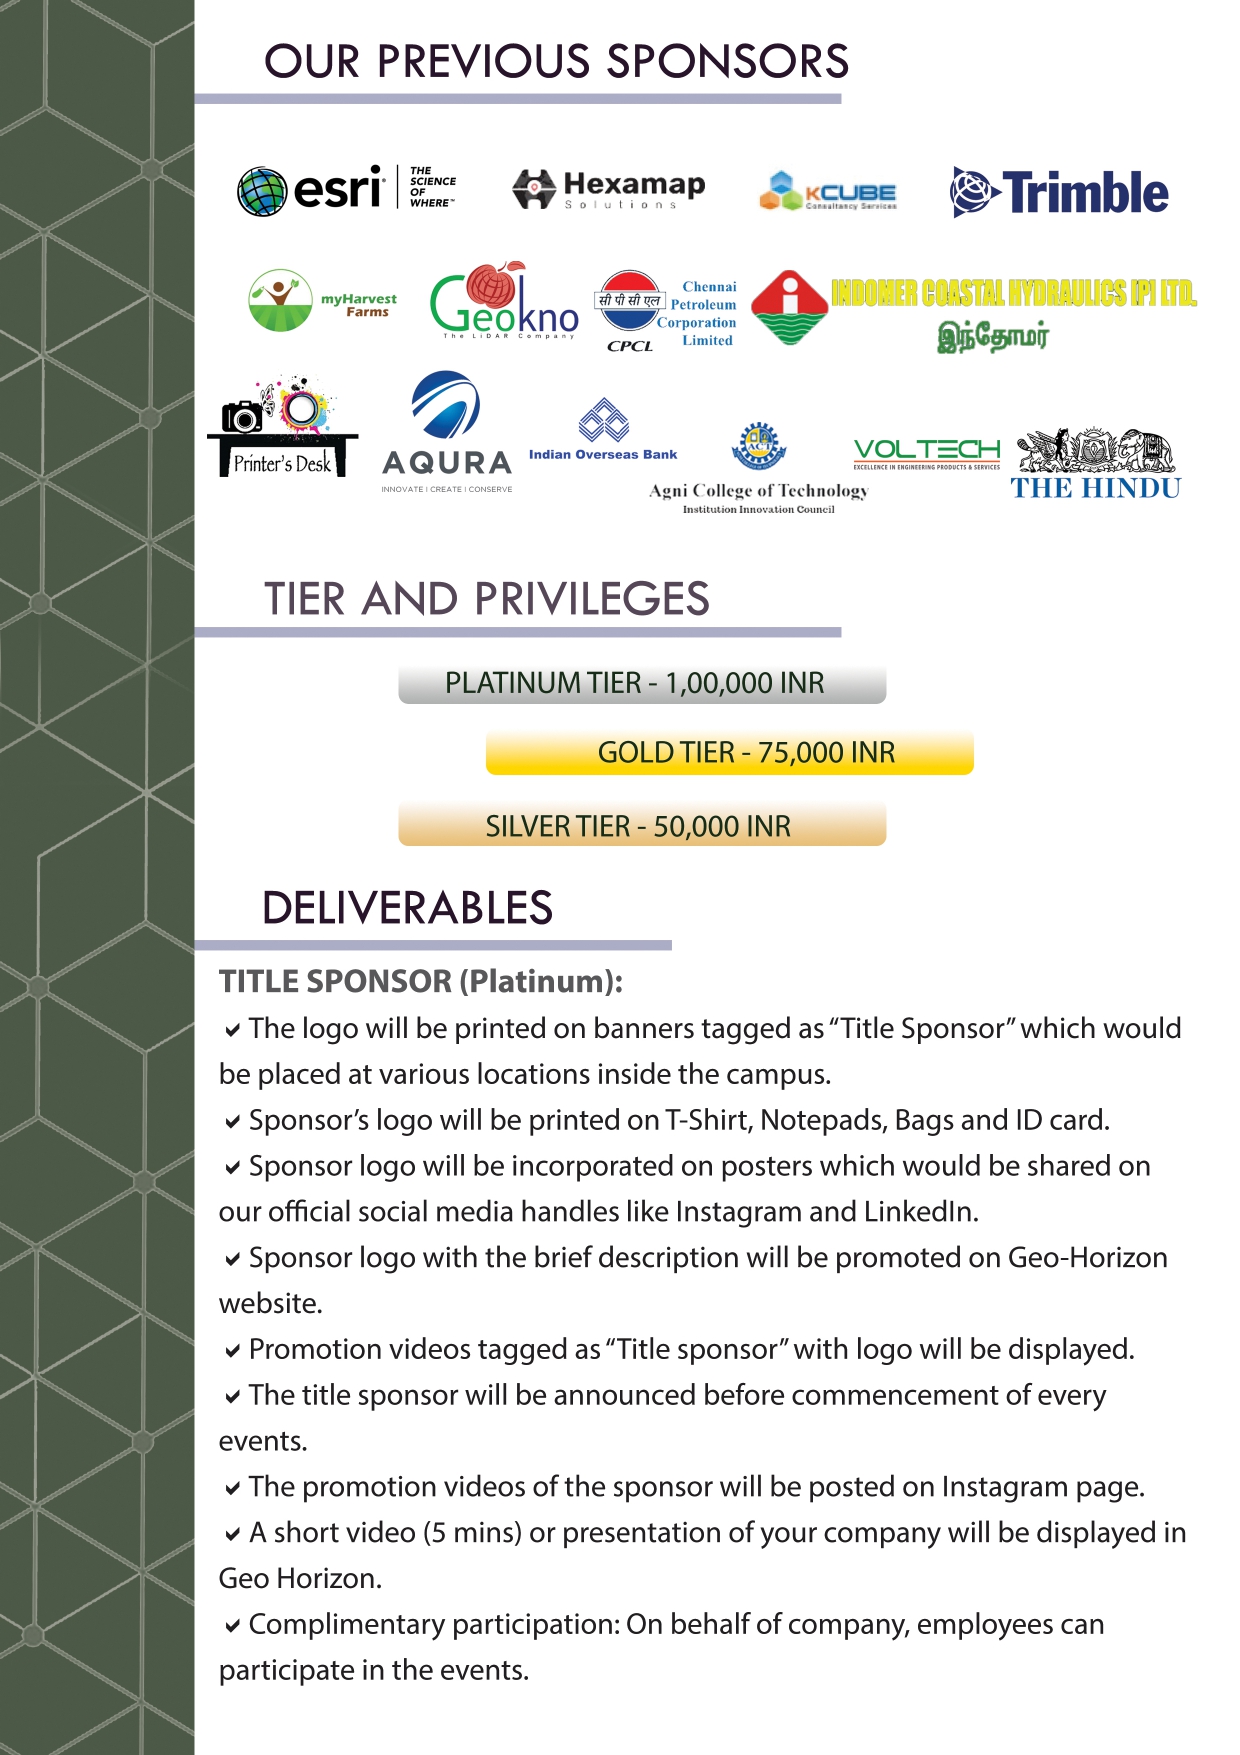 OUR PREVIOUS SPONSORS
esri THE SCIENCE OF WHERE™
Hexamap Solutions
KCUBE Consultancy Services
Trimble
myHarvest Farms
Geokno The LiDAR Company
सी पी सी एल CPCL Chennai Petroleum Corporation Limited
INDOMER COASTAL HYDRAULICS (P) LTD.
இந்தோமர்
Printer's Desk
AQURA
INNOVATE | CREATE | CONSERVE
Indian Overseas Bank
ACT
Agni College of Technology
Institution Innovation Council
VOLTECH
EXCELLENCE IN ENGINEERING PRODUCTS & SERVICES
THE HINDU
TIER AND PRIVILEGES
PLATINUM TIER - 1,00,000 INR
GOLD TIER - 75,000 INR
SILVER TIER - 50,000 INR
DELIVERABLES
TITLE SPONSOR (Platinum):
The logo will be printed on banners tagged as “Title Sponsor” which would
be placed at various locations inside the campus.
Sponsor’s logo will be printed on T-Shirt, Notepads, Bags and ID card.
Sponsor logo will be incorporated on posters which would be shared on
our official social media handles like Instagram and LinkedIn.
Sponsor logo with the brief description will be promoted on Geo-Horizon
website.
Promotion videos tagged as “Title sponsor” with logo will be displayed.
The title sponsor will be announced before commencement of every
events.
The promotion videos of the sponsor will be posted on Instagram page.
A short video (5 mins) or presentation of your company will be displayed in
Geo Horizon.
Complimentary participation: On behalf of company, employees can
participate in the events.